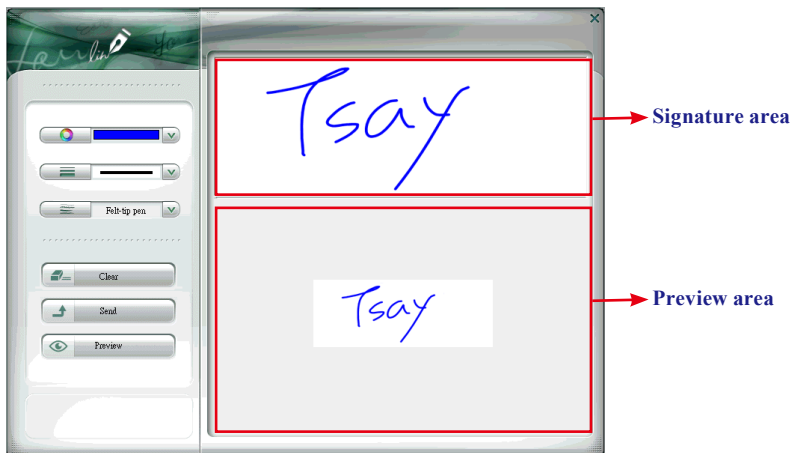 Tsay
Signature area
Felt-tip pen
Clear
Send
Preview
Tsay
Preview area